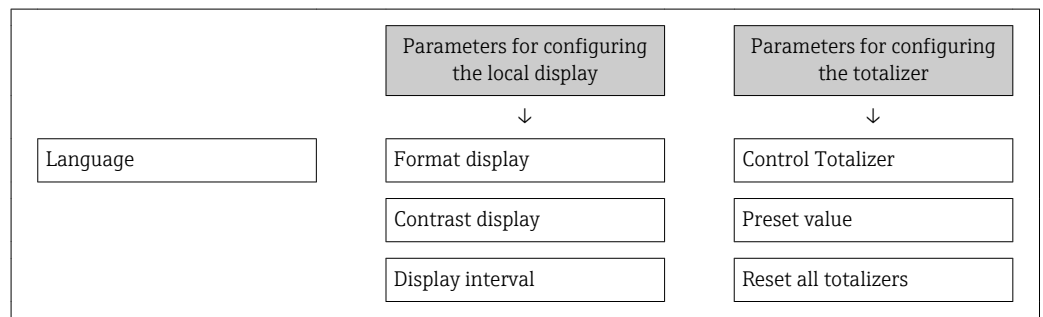 Parameters for configuring
the local display
Parameters for configuring
the totalizer
↓
↓
Language
Format display
Control Totalizer
Contrast display
Preset value
Display interval
Reset all totalizers